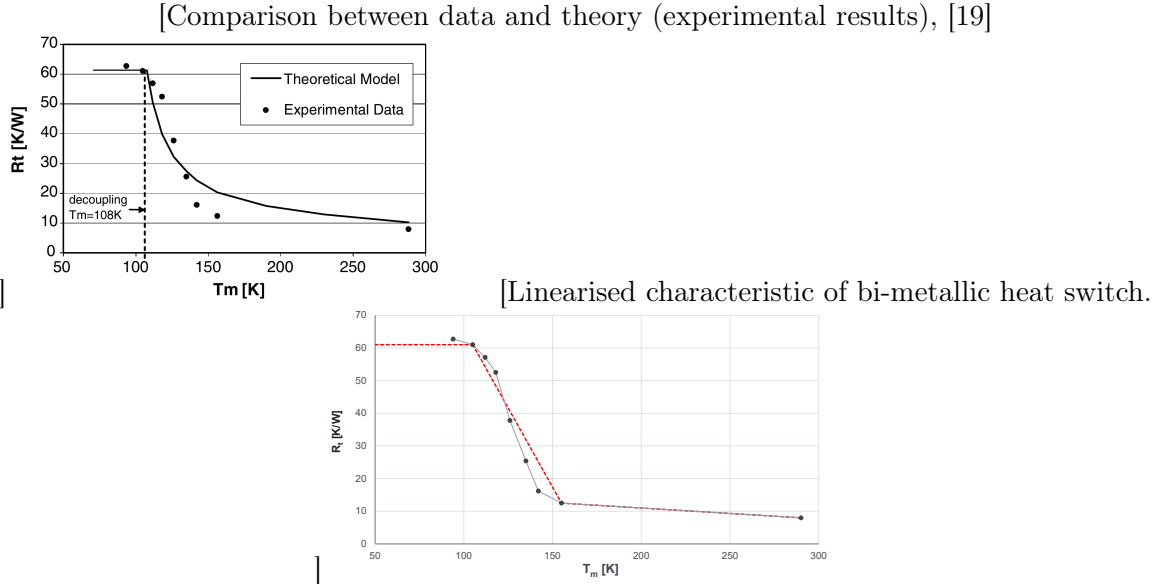 [Comparison between data and theory (experimental results), [19]
70
60
50
40
30
20
10
0
Rt [K/W]
Theoretical Model
Experimental Data
decoupling
Tm=108K
50 100 150 200 250 300
Tm [K]
]
[Linearised characteristic of bi-metallic heat switch.
70
60
50
40
30
20
10
0
Rt [K/W]
50 100 150 200 250 300
Tm [K]
]